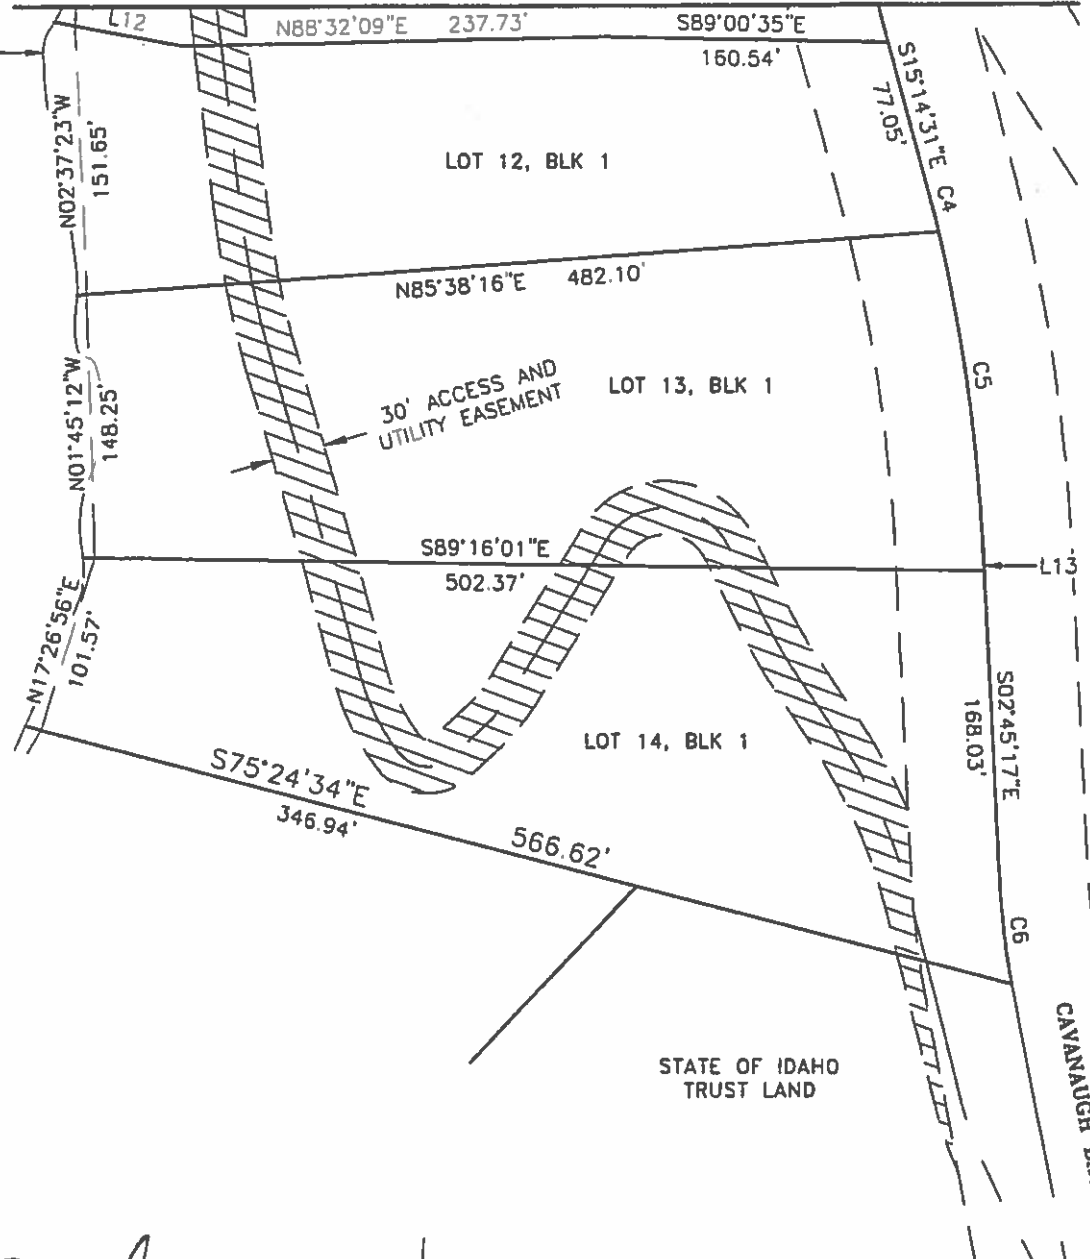 L12
N88°32'09"E 237.73'
S89°00'35"E
160.54'
S15°14'31"E
77.05'
C4
N02°37'23"W
151.65'
LOT 12, BLK 1
N85°38'16"E 482.10'
N01°45'12"W
148.25'
30' ACCESS AND
UTILITY EASEMENT
LOT 13, BLK 1
C5
S89°16'01"E
502.37'
L13
N17°26'56"E
101.57'
S02°45'17"E
168.03'
LOT 14, BLK 1
S75°24'34"E
346.94'
566.62'
C6
STATE OF IDAHO
TRUST LAND
CAVANAUGH